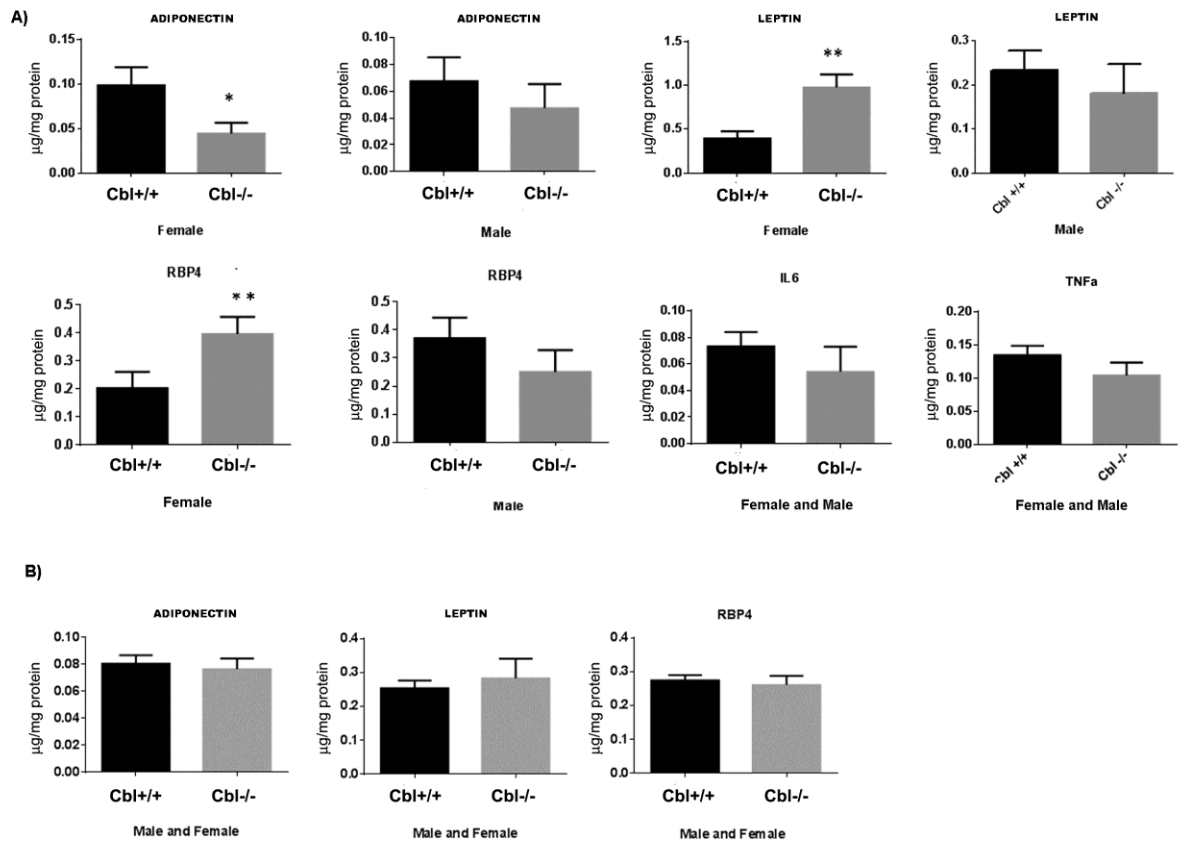 A)
ADIPONECTIN
µg/mg protein
0.15
0.10
0.05
0.00
*
Cbl+/+ Cbl-/-
Female
ADIPONECTIN
µg/mg protein
0.10
0.08
0.06
0.04
0.02
0.00
Cbl+/+ Cbl-/-
Male
LEPTIN
µg/mg protein
1.5
1.0
0.5
0.0
**
Cbl+/+ Cbl-/-
Female
LEPTIN
µg/mg protein
0.3
0.2
0.1
0.0
Cbl +/+ Cbl -/-
Male
RBP4
µg/mg protein
0.5
0.4
0.3
0.2
0.1
0.0
**
Cbl+/+ Cbl-/-
Female
RBP4
µg/mg protein
0.5
0.4
0.3
0.2
0.1
0.0
Cbl+/+ Cbl-/-
Male
IL6
µg/mg protein
0.10
0.08
0.06
0.04
0.02
0.00
Cbl+/+ Cbl-/-
Female and Male
TNFa
µg/mg protein
0.20
0.15
0.10
0.05
0.00
Cbl +/+ Cbl -/-
Female and Male
B)
ADIPONECTIN
µg/mg protein
0.10
0.08
0.06
0.04
0.02
0.00
Cbl+/+ Cbl-/-
Male and Female
LEPTIN
µg/mg protein
0.4
0.3
0.2
0.1
0.0
Cbl+/+ Cbl-/-
Male and Female
RBP4
µg/mg protein
0.4
0.3
0.2
0.1
0.0
Cbl+/+ Cbl-/-
Male and Female